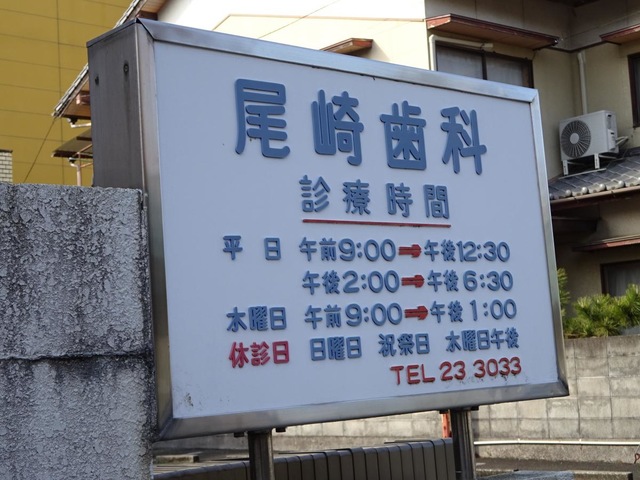 尾崎歯科
診療時間
平日 午前9:00➡午後12:30
午後2:00➡午後6:30
木曜日 午前9:00➡午後1:00
休診日 日曜日 祝祭日 木曜日午後
TEL 23 3033